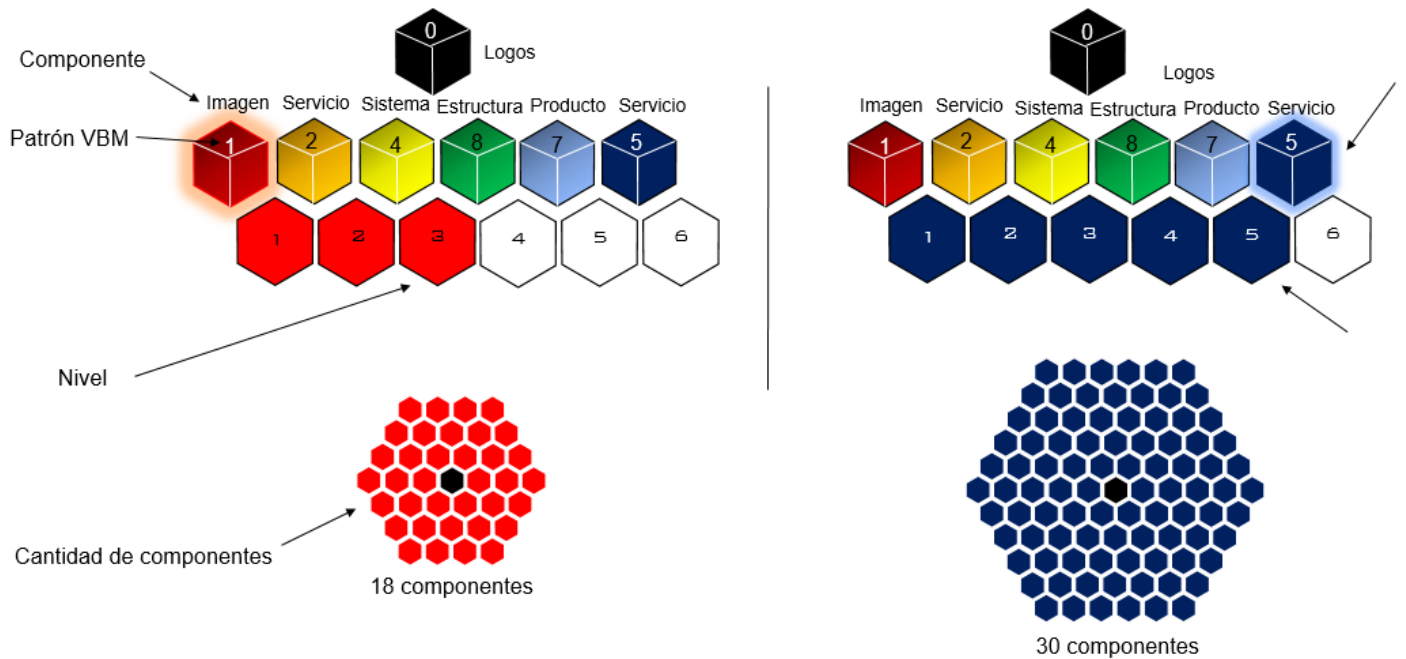 0
Logos
Componente
Imagen Servicio Sistema Estructura Producto Servicio
Patrón VBM
1 2 4 8 7 5
1 2 3 4 5 6
Nivel
Cantidad de componentes
18 componentes
0
Logos
Imagen Servicio Sistema Estructura Producto Servicio
1 2 4 8 7 5
1 2 3 4 5 6
30 componentes